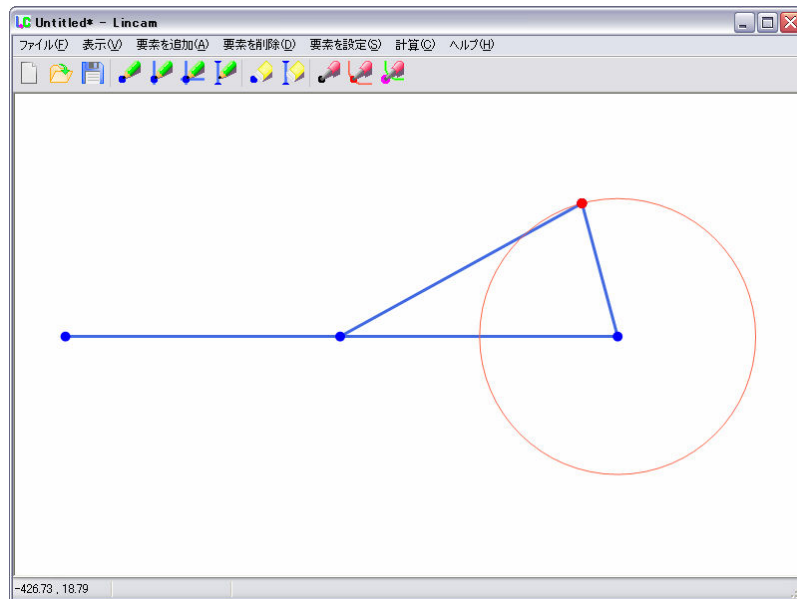 LC Untitled* - Lincam
ファイル(F) 表示(V) 要素を追加(A) 要素を削除(D) 要素を設定(S) 計算(C) ヘルプ(H)
-426.73 , 18.79